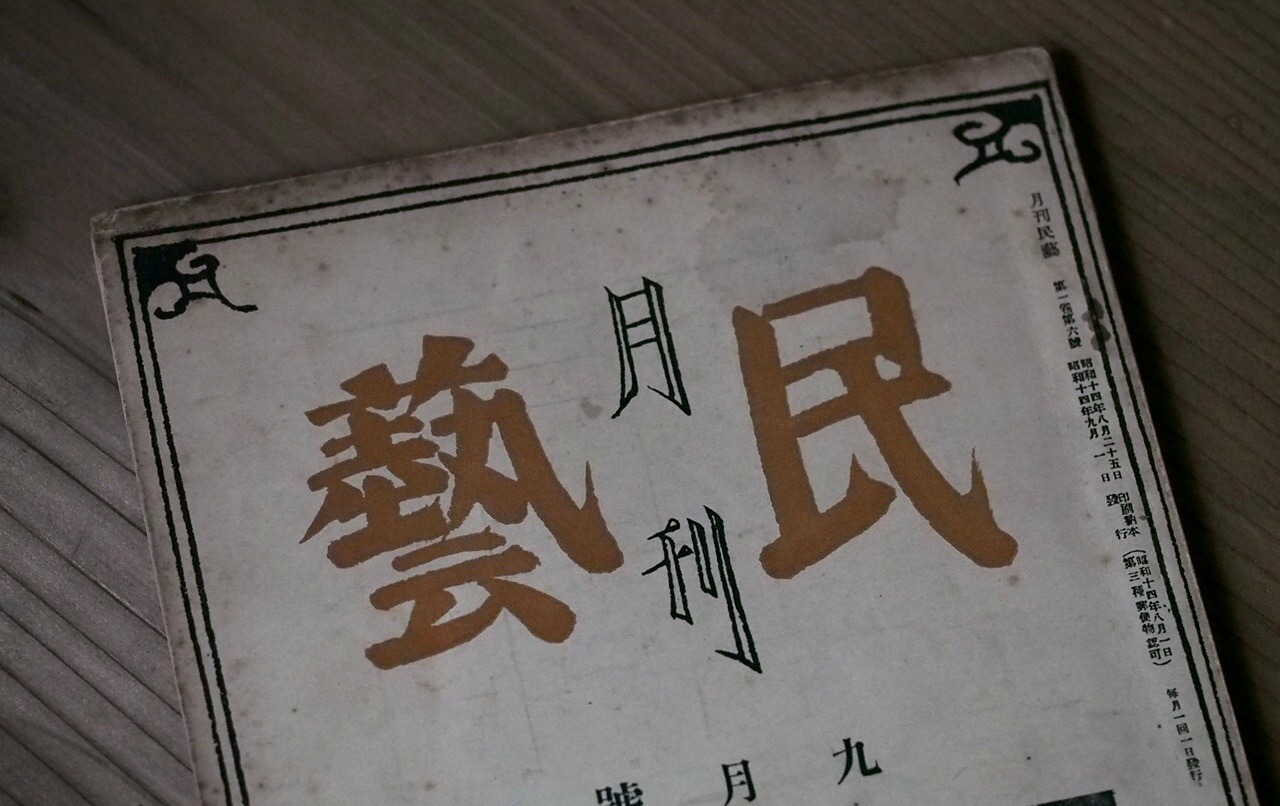 月刊民藝 第一卷第六號
昭和十四年八月二十五日印刷納本
昭和十四年九月一日發行
(昭和十四年八月一日
第三種郵便物認可)
每月一回一日發行
民藝
月刊
九月號